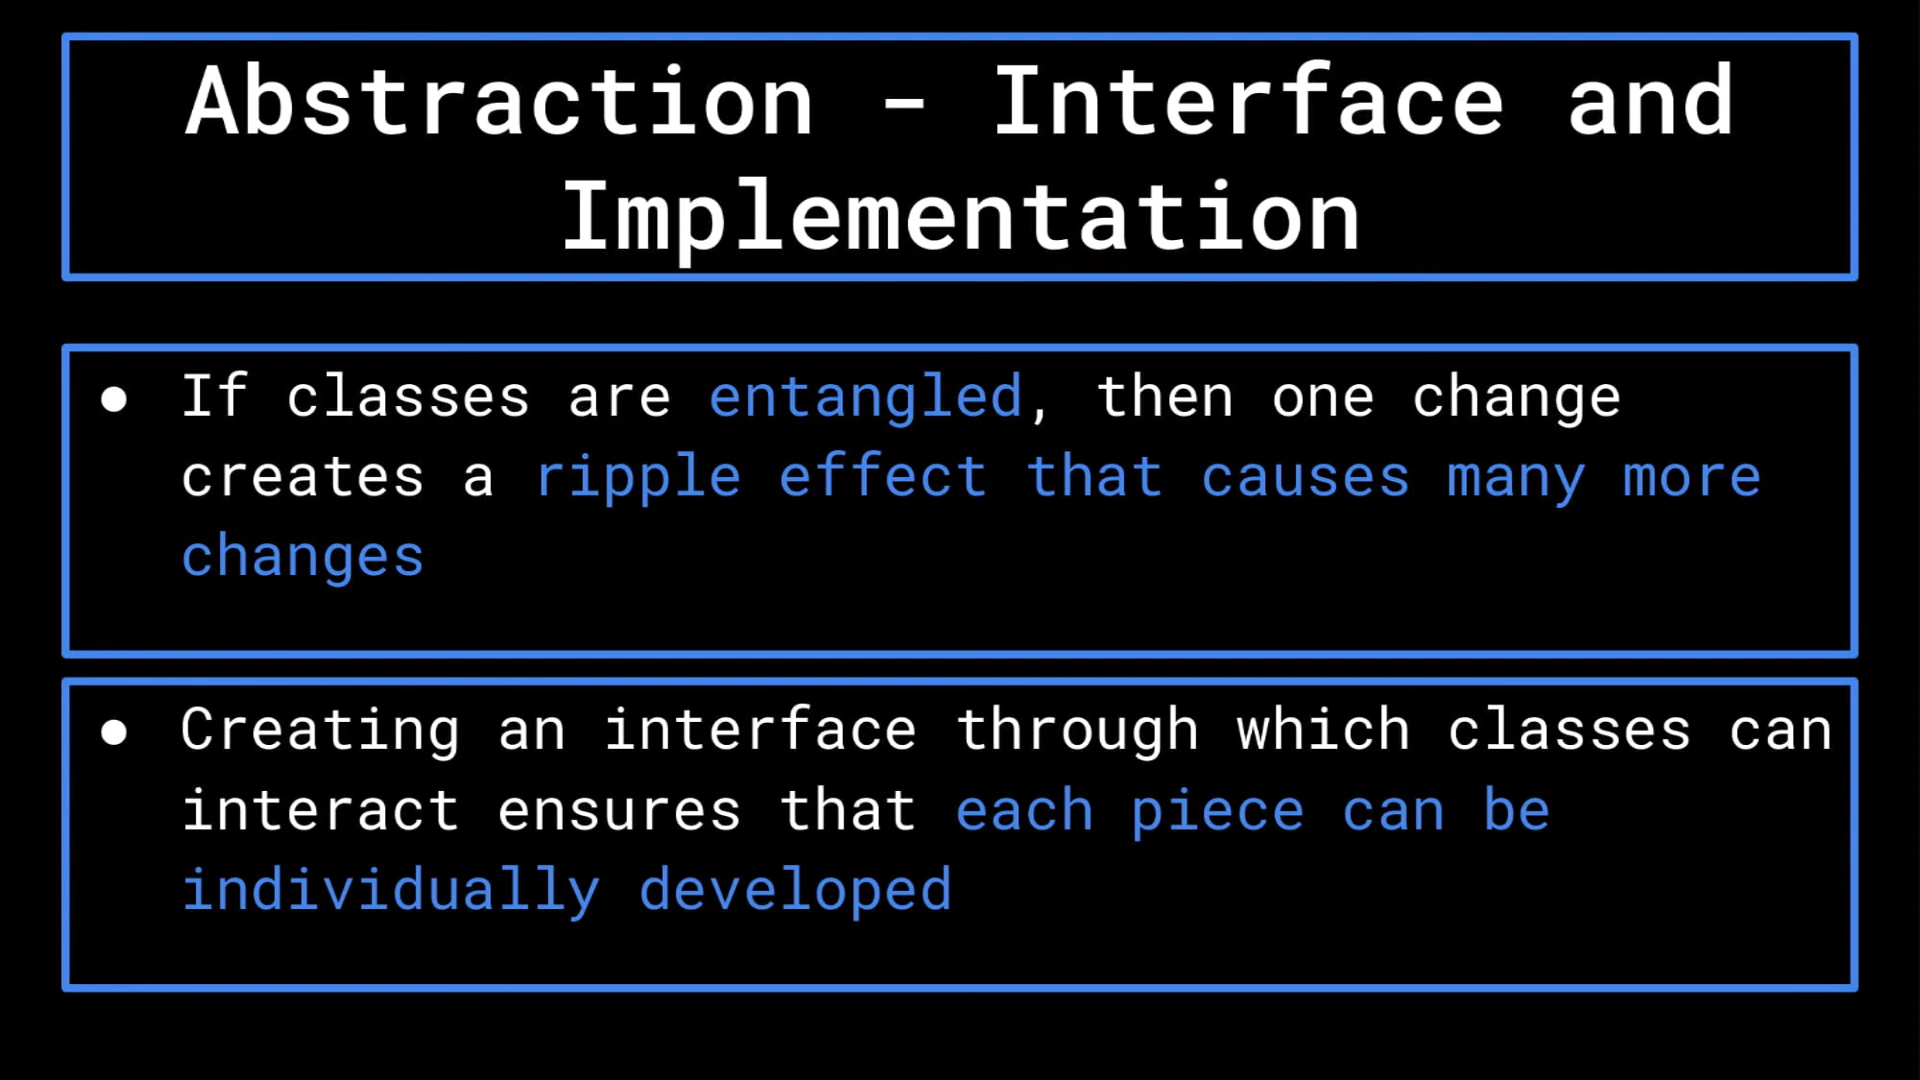 Abstraction - Interface and
Implementation
● If classes are entangled, then one change
creates a ripple effect that causes many more
changes
● Creating an interface through which classes can
interact ensures that each piece can be
individually developed